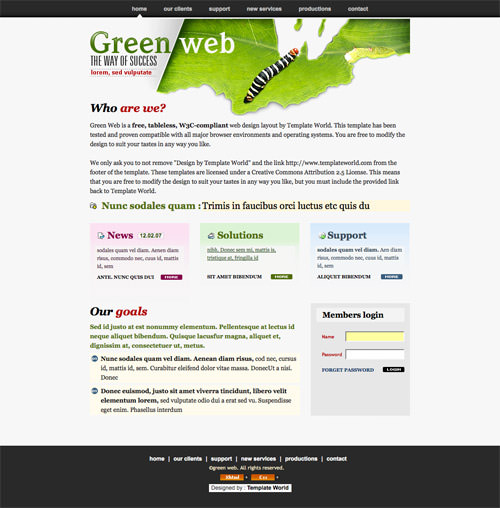 home our clients support new services productions contact
Green web
THE WAY OF SUCCESS
lorem, sed vulputate
Who are we?
Green Web is a free, tableless, W3C-compliant web design layout by Template World. This template has been
tested and proven compatible with all major browser environments and operating systems. You are free to modify
the design to suit your tastes in any way you like.
We only ask you to not remove "Design by Template World" and the link http://www.templateworld.com from the
footer of the template. These templates are licensed under a Creative Commons Attribution 2.5 License. This means
that you are free to modify the design to suit your tastes in any way you like, but you must include the provided link
back to Template World.
Nunc sodales quam : Trimis in faucibus orci luctus etc quis du
News 12.02.07
sodales quam vel diam. Aen diam
risus, commodo nec, cuus id, mattis
id, sem
ANTE. NUNC QUIS DUI MORE
Solutions
nibh. Donec sem mi, mattis is,
tristique at, fringilla id
SIT AMET BIBENDUM MORE
Support
sodales quam vel diam. Aen diam
risus, commodo nec, cuus id, mattis
id, sem
ALIQUET BIBENDUM MORE
Our goals
Sed id justo at est nonummy elementum. Pellentesque at lectus id
neque aliquet bibendum. Quisque lacusfur magna, aliquet et,
dignissim at, consectetuer ut, metus.
Nunc sodales quam vel diam. Aenean diam risus, cod nec, cursus
id, mattis id, sem. Curabitur eleifend dolor vitae massa. DonecUt a nisi.
Donec
Donec euismod, justo sit amet viverra tincidunt, libero velit
elementum lorem, sed vulputate odio dui a erat sed vu. Suspendisse
eget enim. Phasellus interdum
Members login
Name
Password
FORGET PASSWORD LOGIN
home | our clients | support | new services | productions | contact
©Green web. All rights reserved.
Xhtml + Css +
Designed by : Template World